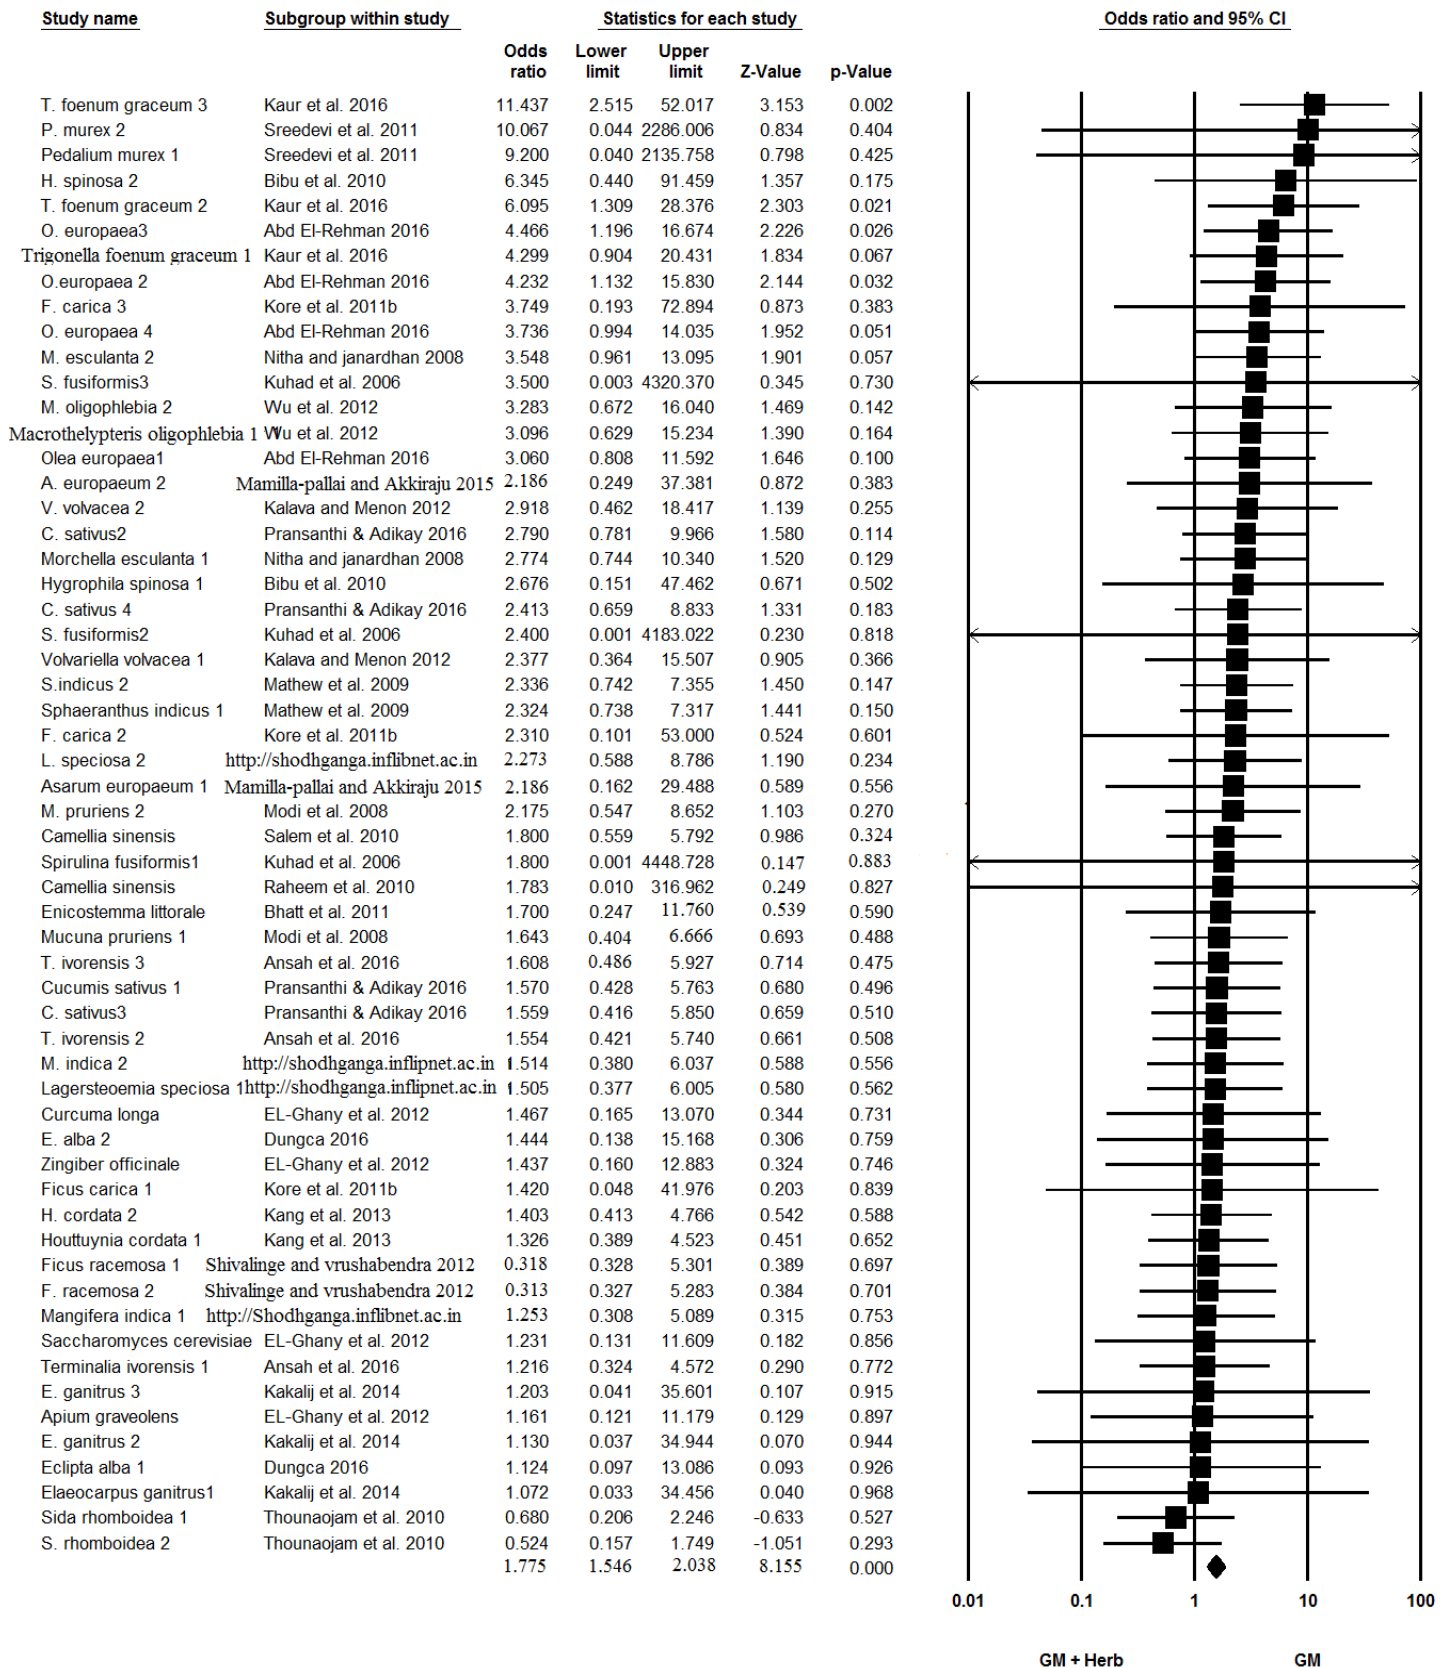 Study name Subgroup within study Statistics for each study Odds ratio and 95% CI
Odds Lower Upper
ratio limit limit Z-Value p-Value
T. foenum graceum 3 Kaur et al. 2016 11.437 2.515 52.017 3.153 0.002
P. murex 2 Sreedevi et al. 2011 10.067 0.044 2286.006 0.834 0.404
Pedalium murex 1 Sreedevi et al. 2011 9.200 0.040 2135.758 0.798 0.425
H. spinosa 2 Bibu et al. 2010 6.345 0.440 91.459 1.357 0.175
T. foenum graceum 2 Kaur et al. 2016 6.095 1.309 28.376 2.303 0.021
O. europaea3 Abd El-Rehman 2016 4.466 1.196 16.674 2.226 0.026
Trigonella foenum graceum 1 Kaur et al. 2016 4.299 0.904 20.431 1.834 0.067
O.europaea 2 Abd El-Rehman 2016 4.232 1.132 15.830 2.144 0.032
F. carica 3 Kore et al. 2011b 3.749 0.193 72.894 0.873 0.383
O. europaea 4 Abd El-Rehman 2016 3.736 0.994 14.035 1.952 0.051
M. esculanta 2 Nitha and janardhan 2008 3.548 0.961 13.095 1.901 0.057
S. fusiformis3 Kuhad et al. 2006 3.500 0.003 4320.370 0.345 0.730
M. oligophlebia 2 Wu et al. 2012 3.283 0.672 16.040 1.469 0.142
Macrothelypteris oligophlebia 1 Wu et al. 2012 3.096 0.629 15.234 1.390 0.164
Olea europaea1 Abd El-Rehman 2016 3.060 0.808 11.592 1.646 0.100
A. europaeum 2 Mamilla-pallai and Akkiraju 2015 2.186 0.249 37.381 0.872 0.383
V. volvacea 2 Kalava and Menon 2012 2.918 0.462 18.417 1.139 0.255
C. sativus2 Pransanthi & Adikay 2016 2.790 0.781 9.966 1.580 0.114
Morchella esculanta 1 Nitha and janardhan 2008 2.774 0.744 10.340 1.520 0.129
Hygrophila spinosa 1 Bibu et al. 2010 2.676 0.151 47.462 0.671 0.502
C. sativus 4 Pransanthi & Adikay 2016 2.413 0.659 8.833 1.331 0.183
S. fusiformis2 Kuhad et al. 2006 2.400 0.001 4183.022 0.230 0.818
Volvariella volvacea 1 Kalava and Menon 2012 2.377 0.364 15.507 0.905 0.366
S.indicus 2 Mathew et al. 2009 2.336 0.742 7.355 1.450 0.147
Sphaeranthus indicus 1 Mathew et al. 2009 2.324 0.738 7.317 1.441 0.150
F. carica 2 Kore et al. 2011b 2.310 0.101 53.000 0.524 0.601
L. speciosa 2 http://shodhganga.inflibnet.ac.in 2.273 0.588 8.786 1.190 0.234
Asarum europaeum 1 Mamilla-pallai and Akkiraju 2015 2.186 0.162 29.488 0.589 0.556
M. pruriens 2 Modi et al. 2008 2.175 0.547 8.652 1.103 0.270
Camellia sinensis Salem et al. 2010 1.800 0.559 5.792 0.986 0.324
Spirulina fusiformis1 Kuhad et al. 2006 1.800 0.001 4448.728 0.147 0.883
Camellia sinensis Raheem et al. 2010 1.783 0.010 316.962 0.249 0.827
Enicostemma littorale Bhatt et al. 2011 1.700 0.247 11.760 0.539 0.590
Mucuna pruriens 1 Modi et al. 2008 1.643 0.404 6.666 0.693 0.488
T. ivorensis 3 Ansah et al. 2016 1.608 0.486 5.927 0.714 0.475
Cucumis sativus 1 Pransanthi & Adikay 2016 1.570 0.428 5.763 0.680 0.496
C. sativus3 Pransanthi & Adikay 2016 1.559 0.416 5.850 0.659 0.510
T. ivorensis 2 Ansah et al. 2016 1.554 0.421 5.740 0.661 0.508
M. indica 2 http://shodhganga.inflipnet.ac.in 1.514 0.380 6.037 0.588 0.556
Lagersteoemia speciosa 1 http://shodhganga.inflipnet.ac.in 1.505 0.377 6.005 0.580 0.562
Curcuma longa EL-Ghany et al. 2012 1.467 0.165 13.070 0.344 0.731
E. alba 2 Dungca 2016 1.444 0.138 15.168 0.306 0.759
Zingiber officinale EL-Ghany et al. 2012 1.437 0.160 12.883 0.324 0.746
Ficus carica 1 Kore et al. 2011b 1.420 0.048 41.976 0.203 0.839
H. cordata 2 Kang et al. 2013 1.403 0.413 4.766 0.542 0.588
Houttuynia cordata 1 Kang et al. 2013 1.326 0.389 4.523 0.451 0.652
Ficus racemosa 1 Shivalinge and vrushabendra 2012 0.318 0.328 5.301 0.389 0.697
F. racemosa 2 Shivalinge and vrushabendra 2012 0.313 0.327 5.283 0.384 0.701
Mangifera indica 1 http://Shodhganga.inflibnet.ac.in 1.253 0.308 5.089 0.315 0.753
Saccharomyces cerevisiae EL-Ghany et al. 2012 1.231 0.131 11.609 0.182 0.856
Terminalia ivorensis 1 Ansah et al. 2016 1.216 0.324 4.572 0.290 0.772
E. ganitrus 3 Kakalij et al. 2014 1.203 0.041 35.601 0.107 0.915
Apium graveolens EL-Ghany et al. 2012 1.161 0.121 11.179 0.129 0.897
E. ganitrus 2 Kakalij et al. 2014 1.130 0.037 34.944 0.070 0.944
Eclipta alba 1 Dungca 2016 1.124 0.097 13.086 0.093 0.926
Elaeocarpus ganitrus1 Kakalij et al. 2014 1.072 0.033 34.456 0.040 0.968
Sida rhomboidea 1 Thounaojam et al. 2010 0.680 0.206 2.246 -0.633 0.527
S. rhomboidea 2 Thounaojam et al. 2010 0.524 0.157 1.749 -1.051 0.293
1.775 1.546 2.038 8.155 0.000
0.01 0.1 1 10 100
GM + Herb GM